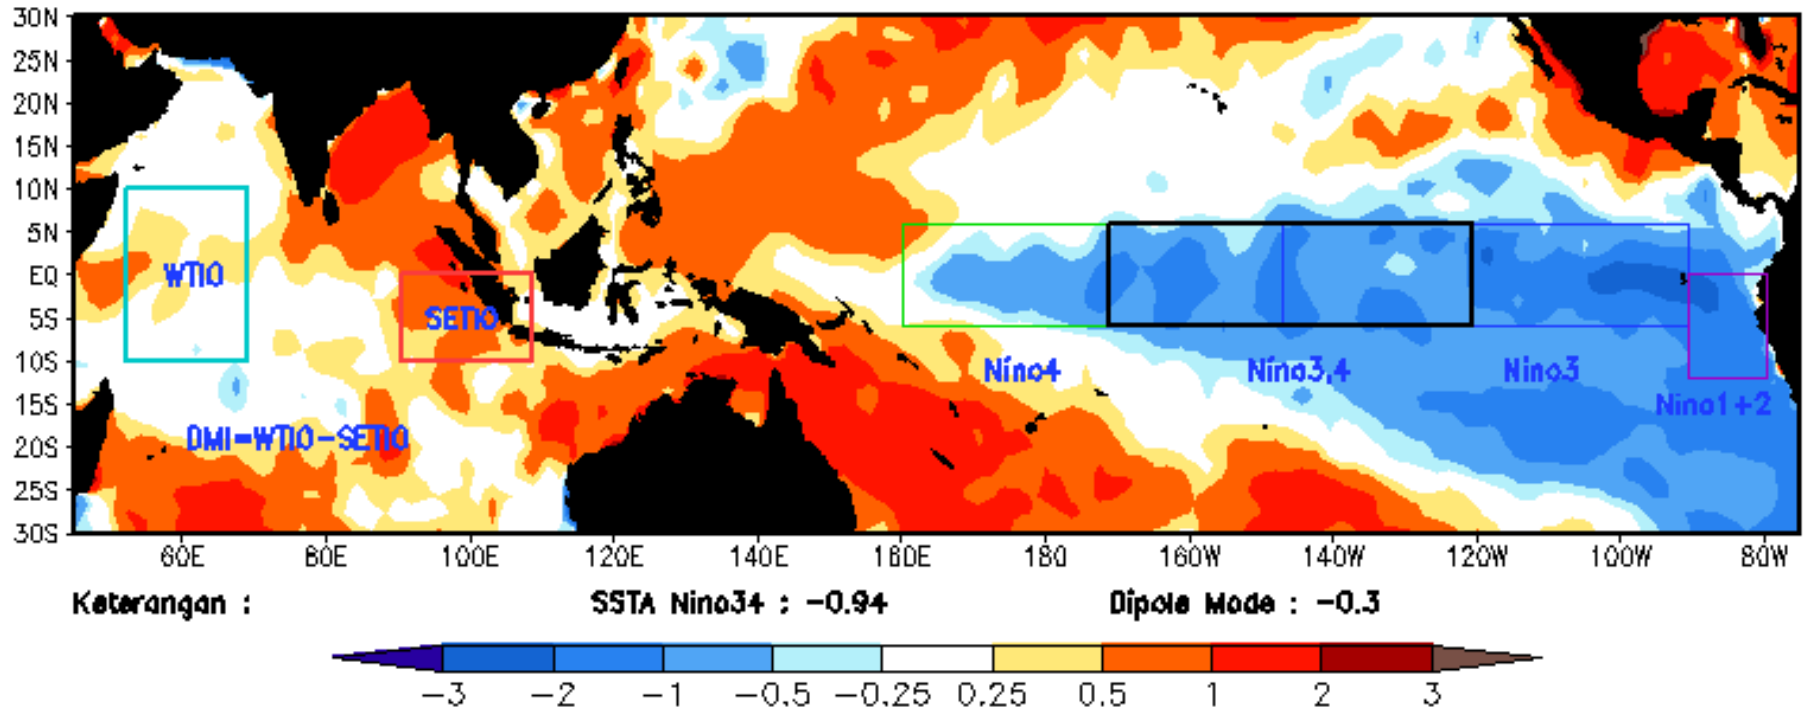 30N
25N
20N
15N
10N
5N
EQ
5S
10S
15S
20S
25S
30S
WTIO
SETIO
Nino4
Nino3,4
Nino3
Nino1+2
DMI=WTIO-SETIO
60E 80E 100E 120E 140E 160E 180 160W 140W 120W 100W 80W
Keterangan : SSTA Nino34 : -0.94 Dipole Mode : -0.3
-3 -2 -1 -0.5 -0.25 0.25 0.5 1 2 3